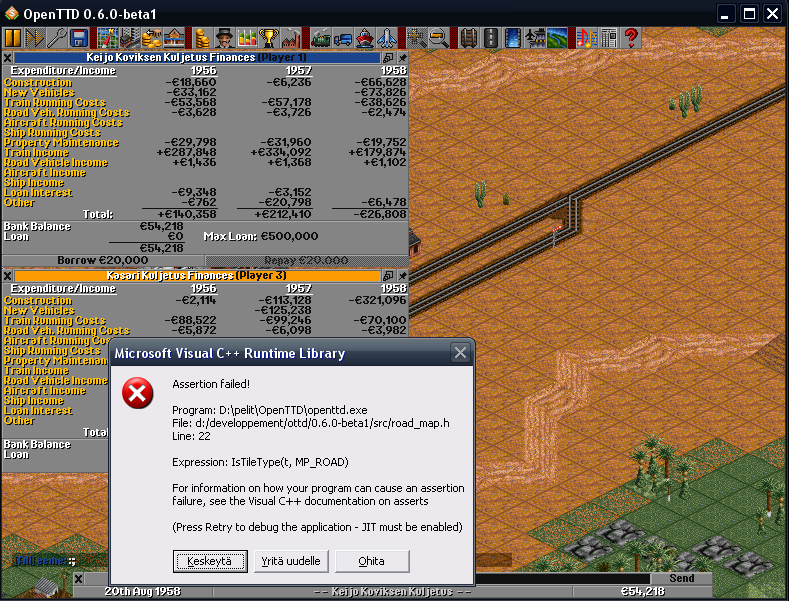 OpenTTD 0.6.0-beta1
Keijo Koviksen Kuljetus Finances (Player 1)
Expenditure/Income 1956 1957 1958
Construction -€18,660 -€6,236 -€66,628
New Vehicles -€33,162 -€73,826
Train Running Costs -€53,568 -€57,178 -€38,626
Road Veh. Running Costs -€3,628 -€3,726 -€2,474
Aircraft Running Costs
Ship Running Costs
Property Maintenance -€29,798 -€31,960 -€19,752
Train Income +€287,848 +€334,092 +€179,874
Road Vehicle Income +€1,436 +€1,368 +€1,102
Aircraft Income
Ship Income
Loan Interest -€9,348 -€3,152
Other -€762 -€20,798 -€6,478
Total: +€140,358 +€212,410 -€26,808
Bank Balance €54,218
Loan €0 Max Loan: €500,000
€54,218
Borrow €20,000 Repay €20,000
Kasari Kuljetus Finances (Player 3)
Expenditure/Income 1956 1957 1958
Construction -€2,114 -€113,128 -€321,096
New Vehicles -€125,238
Train Running Costs -€88,522 -€99,246 -€70,100
Road Veh. Running Costs -€5,872 -€6,098 -€3,982
Aircraft Ru
Ship Running
Property Maintenan
Train Income
Road Vehicle Income
Aircraft Income
Ship Income
Loan Interest
Other
Total
Bank Balance
Loan
Microsoft Visual C++ Runtime Library
Assertion failed!
Program: D:\pelit\OpenTTD\openttd.exe
File: d:/developpement/ottd/0.6.0-beta1/src/road_map.h
Line: 22
Expression: IsTileType(t, MP_ROAD)
For information on how your program can cause an assertion
failure, see the Visual C++ documentation on asserts
(Press Retry to debug the application - JIT must be enabled)
Keskeytä Yritä uudelle Ohita
Send
20th Aug 1958 -- Keijo Koviksen Kuljetus -- €54,218